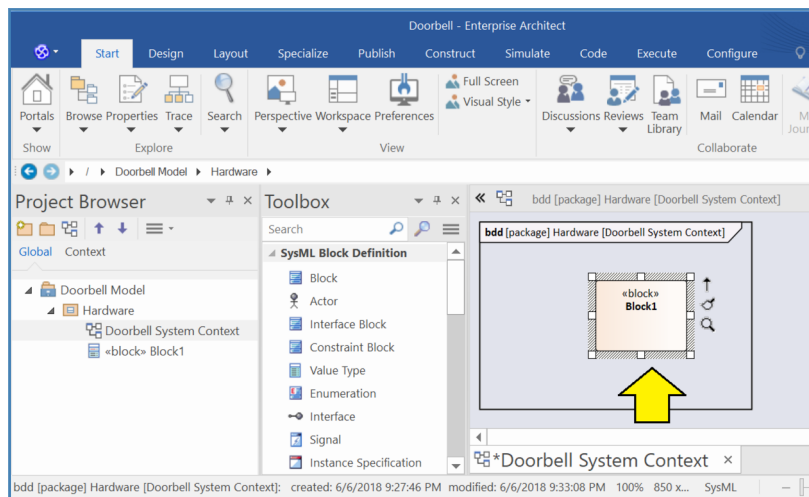 Doorbell - Enterprise Architect
Start Design Layout Specialize Publish Construct Simulate Code Execute Configure
Portals Browse Properties Trace Search Perspective Workspace Preferences Full Screen Visual Style Discussions Reviews Team Library Mail Calendar
Show Explore View Collaborate
/ Doorbell Model Hardware
Project Browser
Global Context
Doorbell Model
Hardware
Doorbell System Context
«block» Block1
Toolbox
Search
SysML Block Definition
Block
Actor
Interface Block
Constraint Block
Value Type
Enumeration
Interface
Signal
Instance Specification
bdd [package] Hardware [Doorbell System Context]
bdd [package] Hardware [Doorbell System Context]
«block»
Block1
*Doorbell System Context ×
bdd [package] Hardware [Doorbell System Context]: created: 6/6/2018 9:27:46 PM modified: 6/6/2018 9:33:08 PM 100% 850 x... SysML